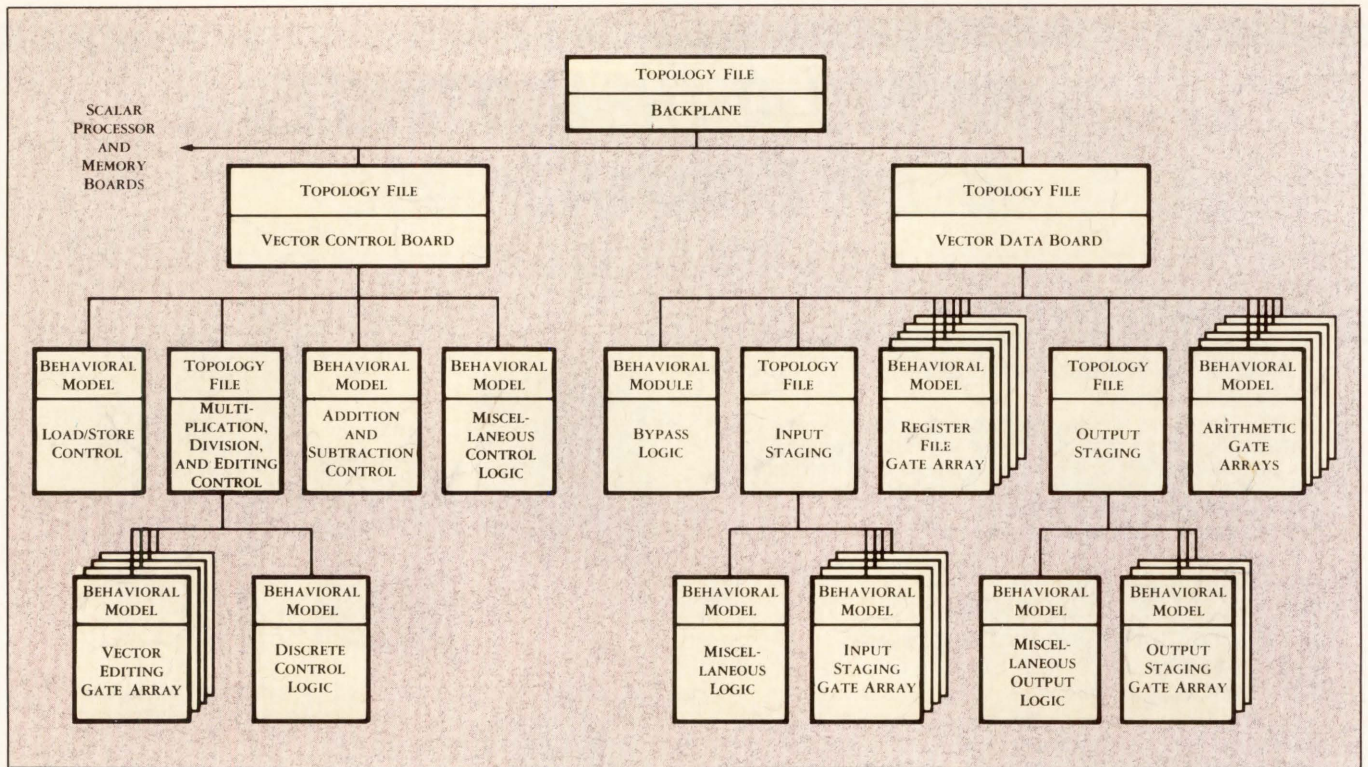 TOPOLOGY FILE
BACKPLANE
SCALAR
PROCESSOR
AND
MEMORY
BOARDS
TOPOLOGY FILE
VECTOR CONTROL BOARD
TOPOLOGY FILE
VECTOR DATA BOARD
BEHAVIORAL
MODEL
LOAD/STORE
CONTROL
TOPOLOGY
FILE
MULTI-
PLICATION,
DIVISION,
AND EDITING
CONTROL
BEHAVIORAL
MODEL
ADDITION
AND
SUBTRACTION
CONTROL
BEHAVIORAL
MODEL
MISCEL-
LANEOUS
CONTROL
LOGIC
BEHAVIORAL
MODULE
BYPASS
LOGIC
TOPOLOGY
FILE
INPUT
STAGING
BEHAVIORAL
MODEL
REGISTER
FILE
GATE ARRAY
TOPOLOGY
FILE
OUTPUT
STAGING
BEHAVIORAL
MODEL
ARITHMETIC
GATE
ARRAYS
BEHAVIORAL
MODEL
VECTOR
EDITING
GATE ARRAY
BEHAVIORAL
MODEL
DISCRETE
CONTROL
LOGIC
BEHAVIORAL
MODEL
MISCEL-
LANEOUS
LOGIC
BEHAVIORAL
MODEL
INPUT
STAGING
GATE ARRAY
BEHAVIORAL
MODEL
MISCEL-
LANEOUS
OUTPUT
LOGIC
BEHAVIORAL
MODEL
OUTPUT
STAGING
GATE ARRAY